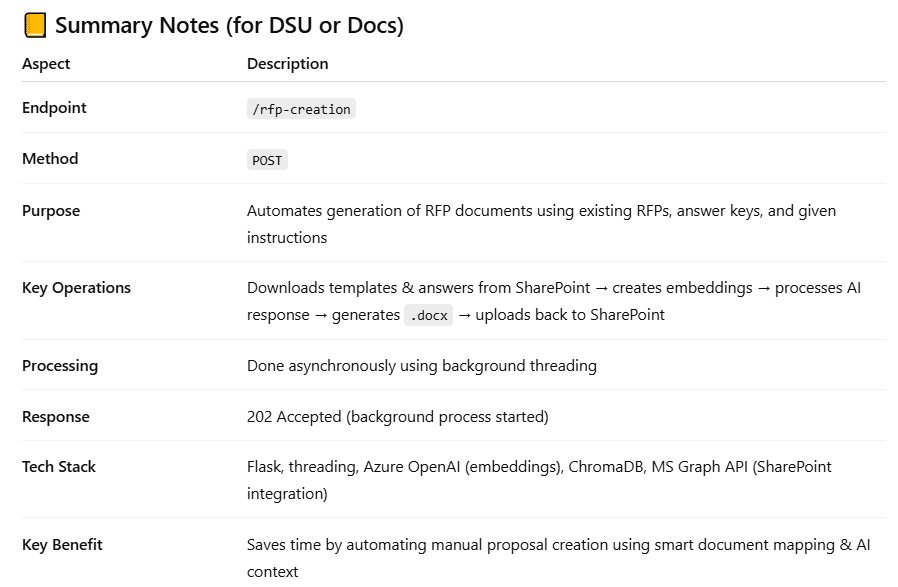 Summary Notes (for DSU or Docs)
Aspect Description
Endpoint /rfp-creation
Method POST
Purpose Automates generation of RFP documents using existing RFPs, answer keys, and given
instructions
Key Operations Downloads templates & answers from SharePoint → creates embeddings → processes AI
response → generates .docx → uploads back to SharePoint
Processing Done asynchronously using background threading
Response 202 Accepted (background process started)
Tech Stack Flask, threading, Azure OpenAI (embeddings), ChromaDB, MS Graph API (SharePoint
integration)
Key Benefit Saves time by automating manual proposal creation using smart document mapping & AI
context